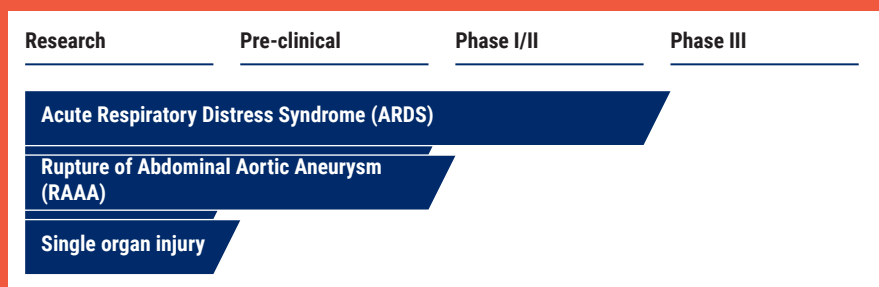 Research
Pre-clinical
Phase I/II
Phase III
Acute Respiratory Distress Syndrome (ARDS)
Rupture of Abdominal Aortic Aneurysm
(RAAA)
Single organ injury